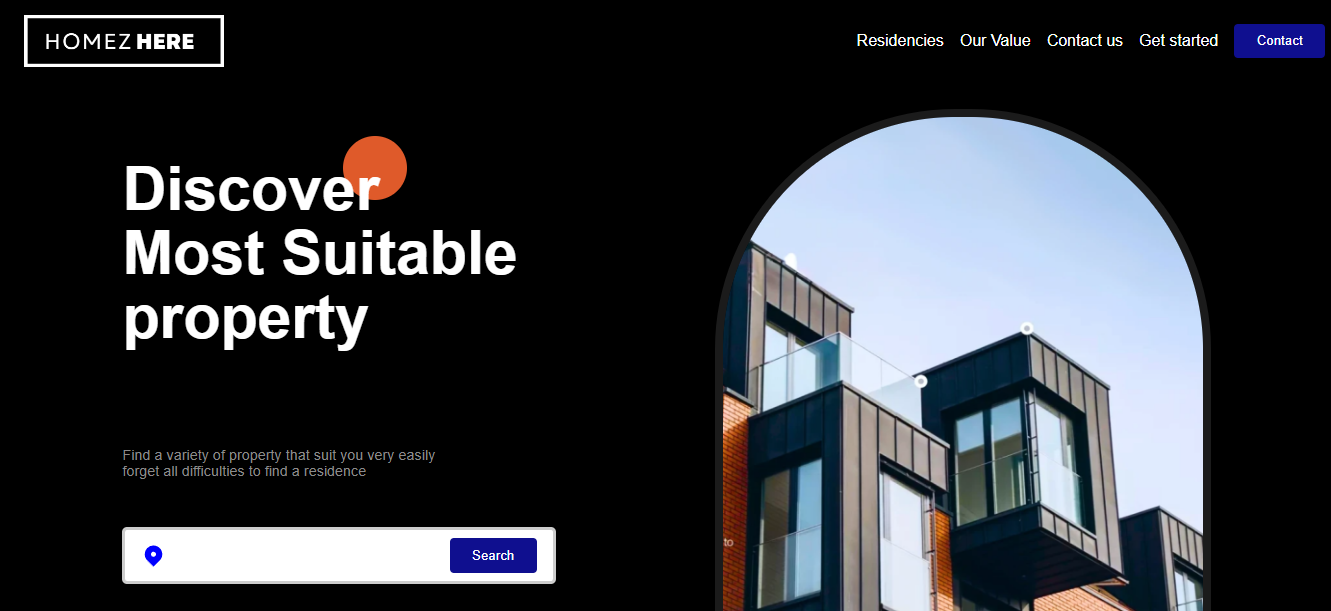 HOMEZ HERE
Residencies Our Value Contact us Get started Contact
Discover
Most Suitable
property
Find a variety of property that suit you very easily
forget all difficulties to find a residence
Search
to